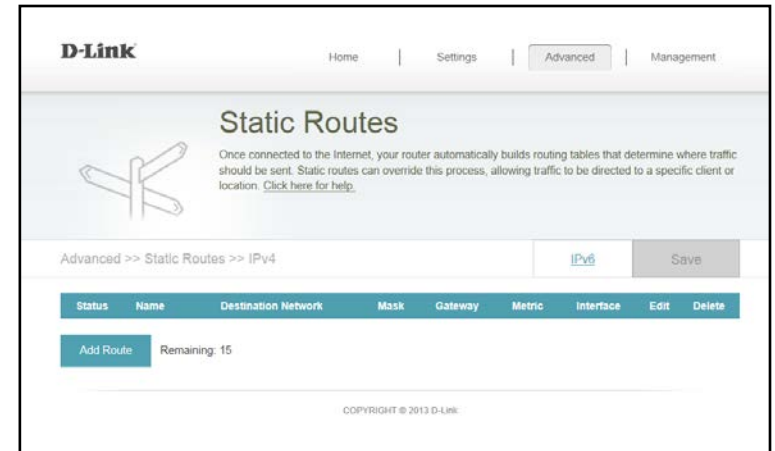 D-Link
Home | Settings | Advanced | Management
Static Routes
Once connected to the Internet, your router automatically builds routing tables that determine where traffic
should be sent. Static routes can override this process, allowing traffic to be directed to a specific client or
location. Click here for help.
Advanced >> Static Routes >> IPv4
IPv6
Save
Status Name Destination Network Mask Gateway Metric Interface Edit Delete
Add Route Remaining: 15
COPYRIGHT © 2013 D-Link